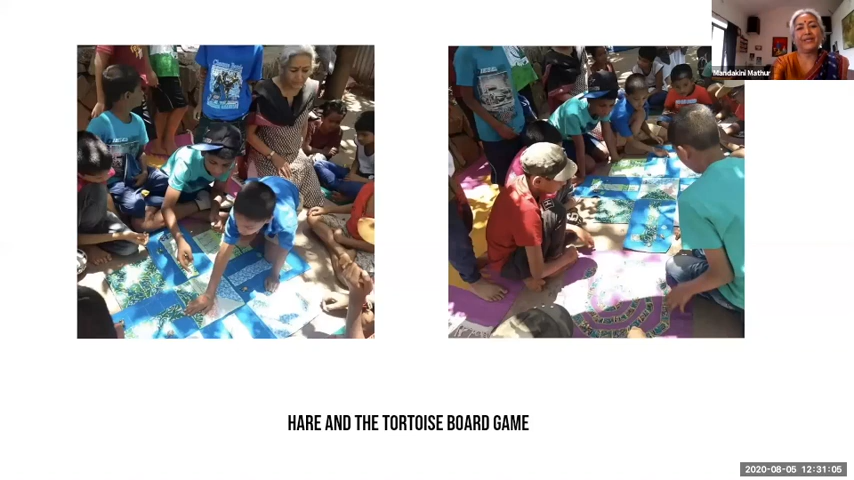 Mandakini Mathur
HARE AND THE TORTOISE BOARD GAME
2020-08-05 12:31:05